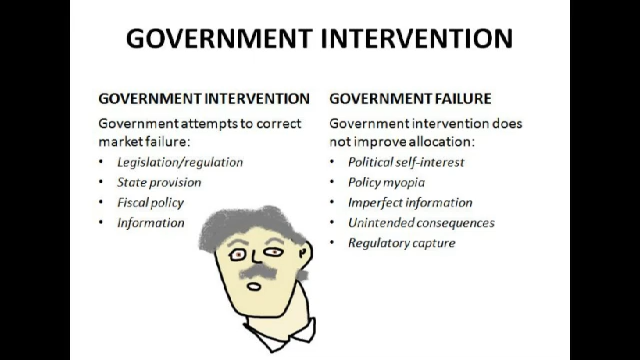 GOVERNMENT INTERVENTION
GOVERNMENT INTERVENTION
Government attempts to correct
market failure:
• Legislation/regulation
• State provision
• Fiscal policy
• Information
GOVERNMENT FAILURE
Government intervention does
not improve allocation:
• Political self-interest
• Policy myopia
• Imperfect information
• Unintended consequences
• Regulatory capture